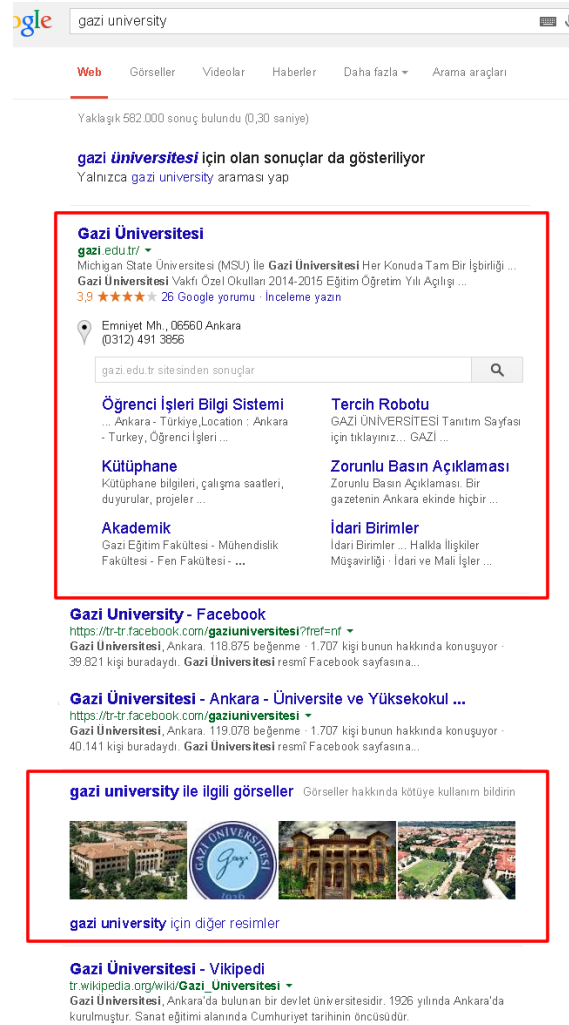 ogle gazi university
Web Görseller Videolar Haberler Daha fazla Arama araçları
Yaklaşık 582.000 sonuç bulundu (0,30 saniye)
gazi üniversitesi için olan sonuçlar da gösteriliyor
Yalnızca gazi university araması yap
Gazi Üniversitesi
gazi.edu.tr/
Michigan State Üniversitesi (MSU) İle Gazi Üniversitesi Her Konuda Tam Bir İşbirliği ...
Gazi Üniversitesi Vakfı Özel Okulları 2014-2015 Eğitim Öğretim Yılı Açılışı ...
3,9 ★★★★★ 26 Google yorumu · İnceleme yazın
Emniyet Mh., 06560 Ankara
(0312) 491 3856
gazi.edu.tr sitesinden sonuçlar
Öğrenci İşleri Bilgi Sistemi
... Ankara - Türkiye,Location : Ankara
- Turkey, Öğrenci İşleri ...
Tercih Robotu
GAZİ ÜNİVERSİTESİ Tanıtım Sayfası
için tıklayınız... GAZİ ...
Kütüphane
Kütüphane bilgileri, çalışma saatleri,
duyurular, projeler ...
Zorunlu Basın Açıklaması
Zorunlu Basın Açıklaması. Bir
gazetenin Ankara ekinde hiçbir ...
Akademik
Gazi Eğitim Fakültesi - Mühendislik
Fakültesi - Fen Fakültesi - ...
İdari Birimler
İdari Birimler ... Halkla İlişkiler
Müşavirliği · İdari ve Mali İşler ...
Gazi University - Facebook
https://tr-tr.facebook.com/gaziuniversitesi?fref=nf
Gazi Üniversitesi, Ankara. 118.875 beğenme · 1.707 kişi bunun hakkında konuşuyor ·
39.821 kişi buradaydı. Gazi Üniversitesi resmî Facebook sayfasına...
Gazi Üniversitesi - Ankara - Üniversite ve Yüksekokul ...
https://tr-tr.facebook.com/gaziuniversitesi
Gazi Üniversitesi, Ankara. 119.078 beğenme · 1.707 kişi bunun hakkında konuşuyor ·
40.141 kişi buradaydı. Gazi Üniversitesi resmî Facebook sayfasına...
gazi university ile ilgili görseller Görseller hakkında kötüye kullanım bildirin
GAZİ ÜNİVERSİTESİ
Gazi
1926
gazi university için diğer resimler
Gazi Üniversitesi - Vikipedi
tr.wikipedia.org/wiki/Gazi_Üniversitesi
Gazi Üniversitesi, Ankara'da bulunan bir devlet üniversitesidir. 1926 yılında Ankara'da
kurulmuştur. Sanat eğitimi alanında Cumhuriyet tarihinin öncüsüdür.